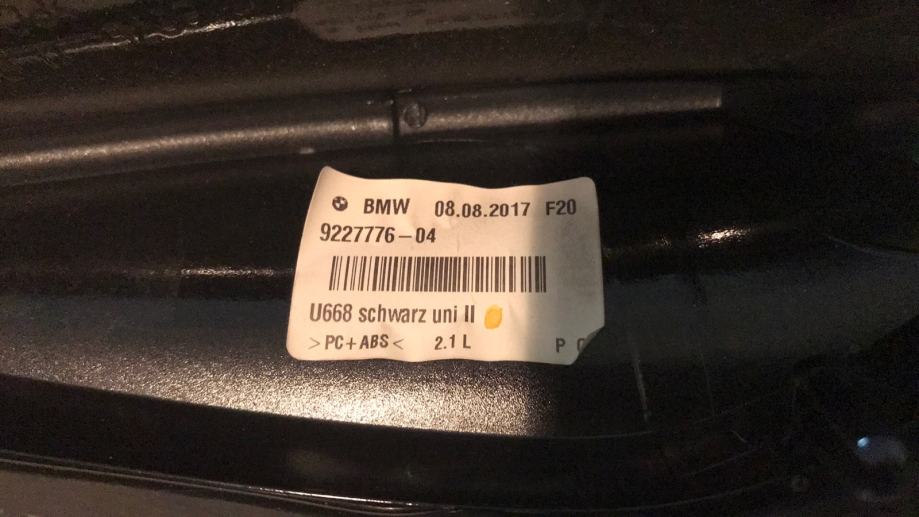 BMW 08.08.2017 F20
9227776-04
U668 schwarz uni II
>PC+ABS< 2.1 L P